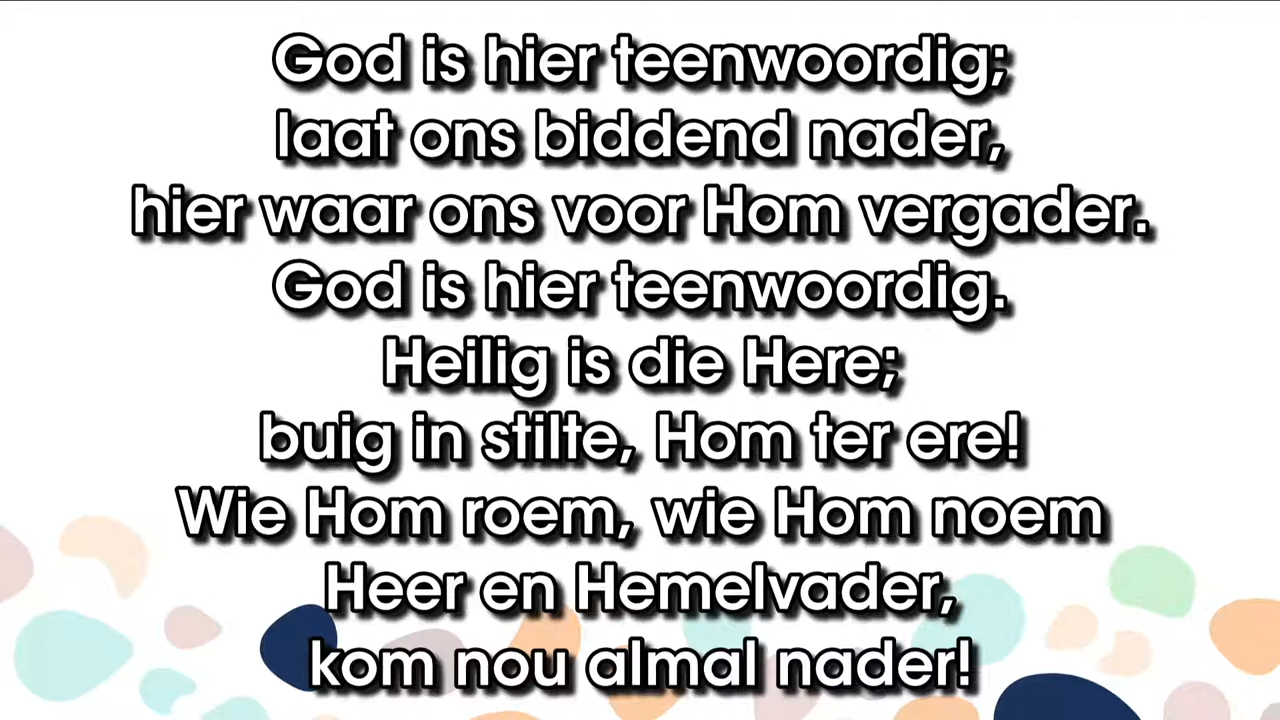 God is hier teenwoordig;
laat ons biddend nader,
hier waar ons voor Hom vergader.
God is hier teenwoordig.
Heilig is die Here;
buig in stilte, Hom ter ere!
Wie Hom roem, wie Hom noem
Heer en Hemelvader,
kom nou almal nader!